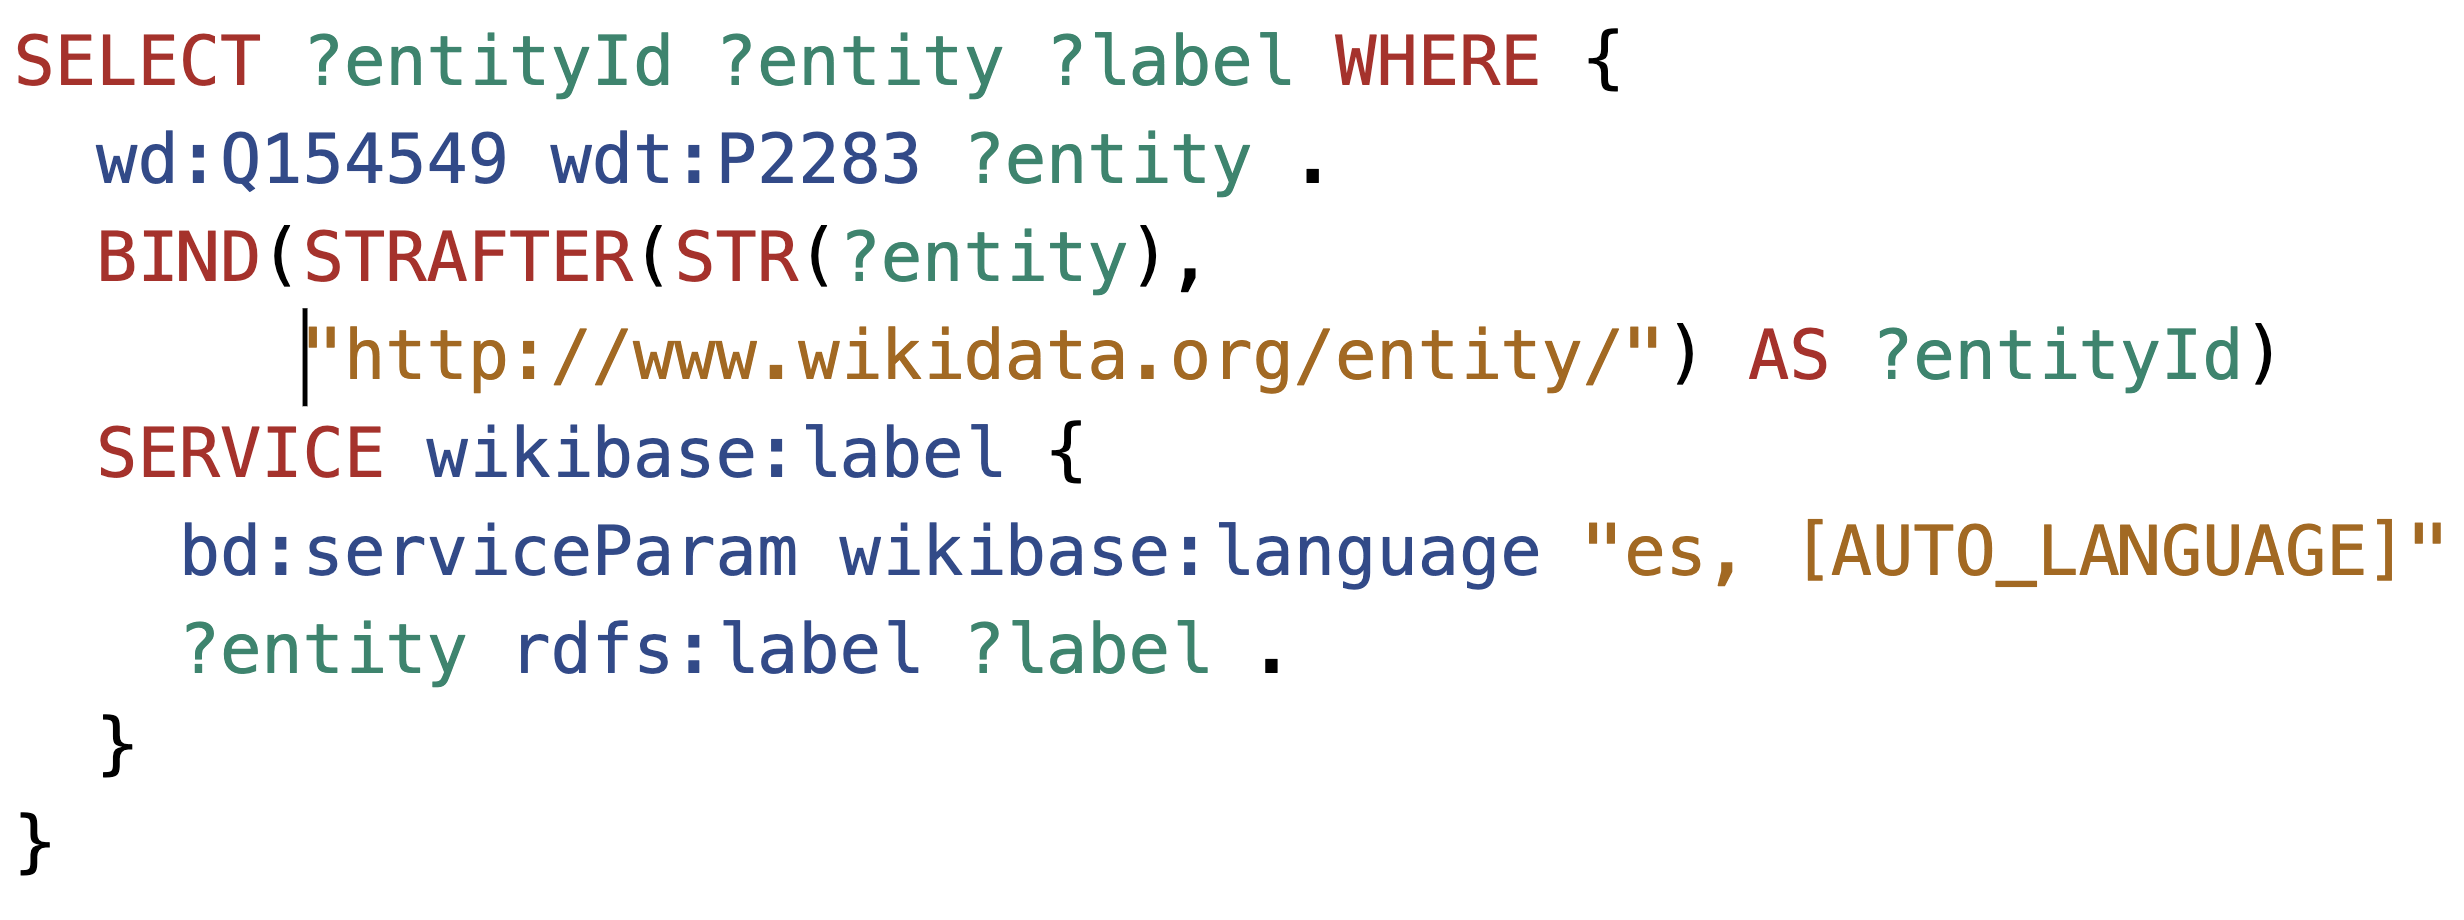 SELECT ?entityId ?entity ?label WHERE {
  wd:Q154549 wdt:P2283 ?entity .
  BIND(STRAFTER(STR(?entity),
       "http://www.wikidata.org/entity/") AS ?entityId)
  SERVICE wikibase:label {
    bd:serviceParam wikibase:language "es, [AUTO_LANGUAGE]"
    ?entity rdfs:label ?label .
  }
}